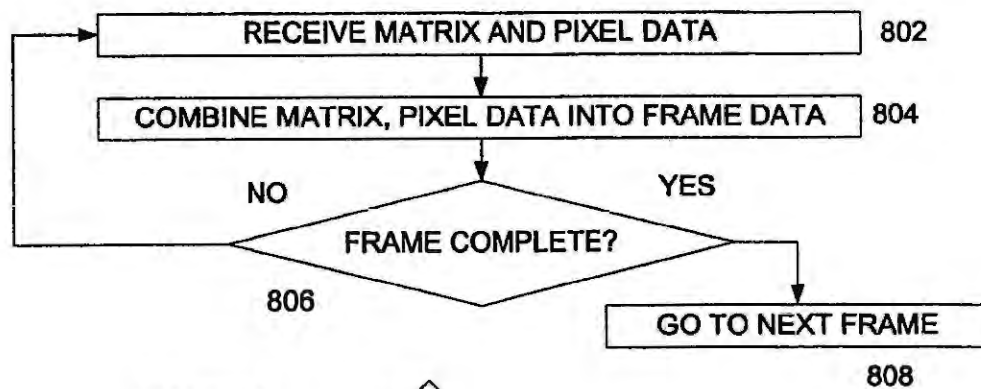 RECEIVE MATRIX AND PIXEL DATA 802
COMBINE MATRIX, PIXEL DATA INTO FRAME DATA 804
NO YES
FRAME COMPLETE?
806
GO TO NEXT FRAME
808